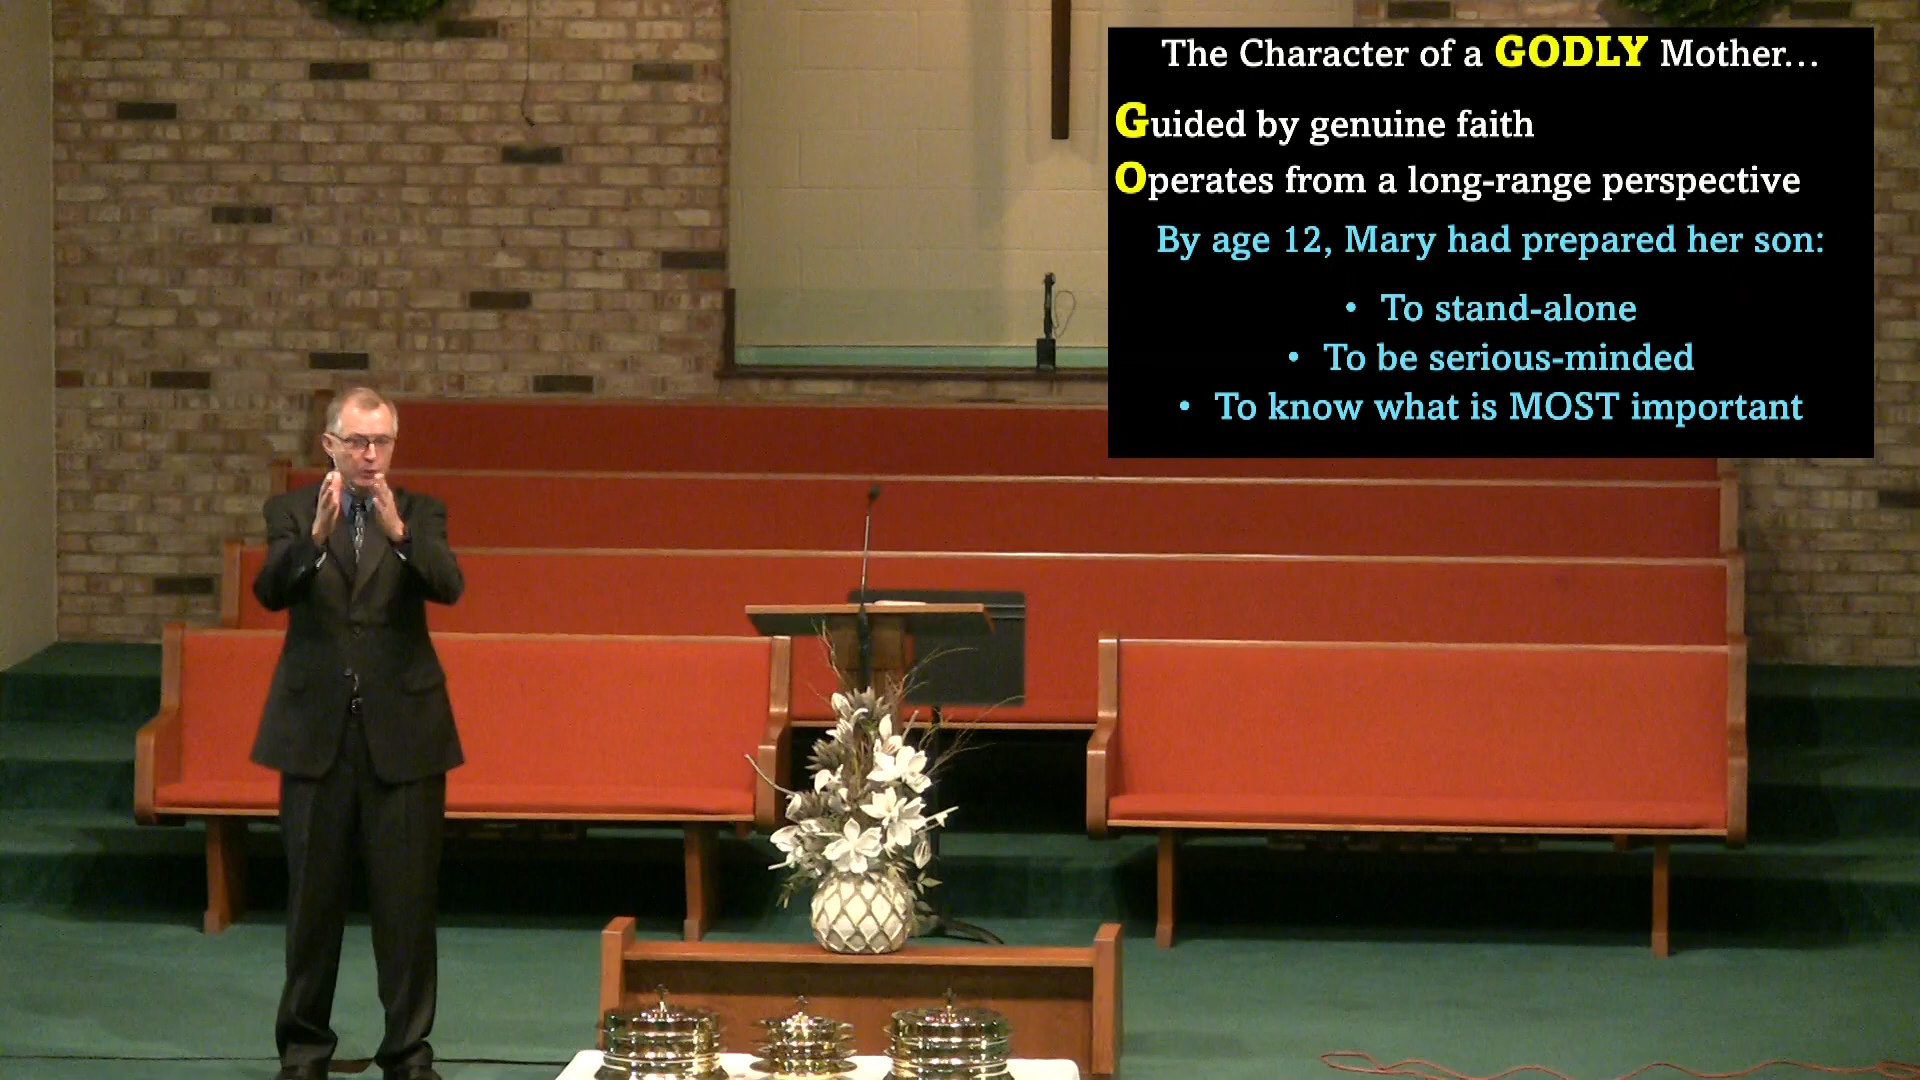 The Character of a GODLY Mother...
Guided by genuine faith
Operates from a long-range perspective
By age 12, Mary had prepared her son:
• To stand-alone
• To be serious-minded
• To know what is MOST important